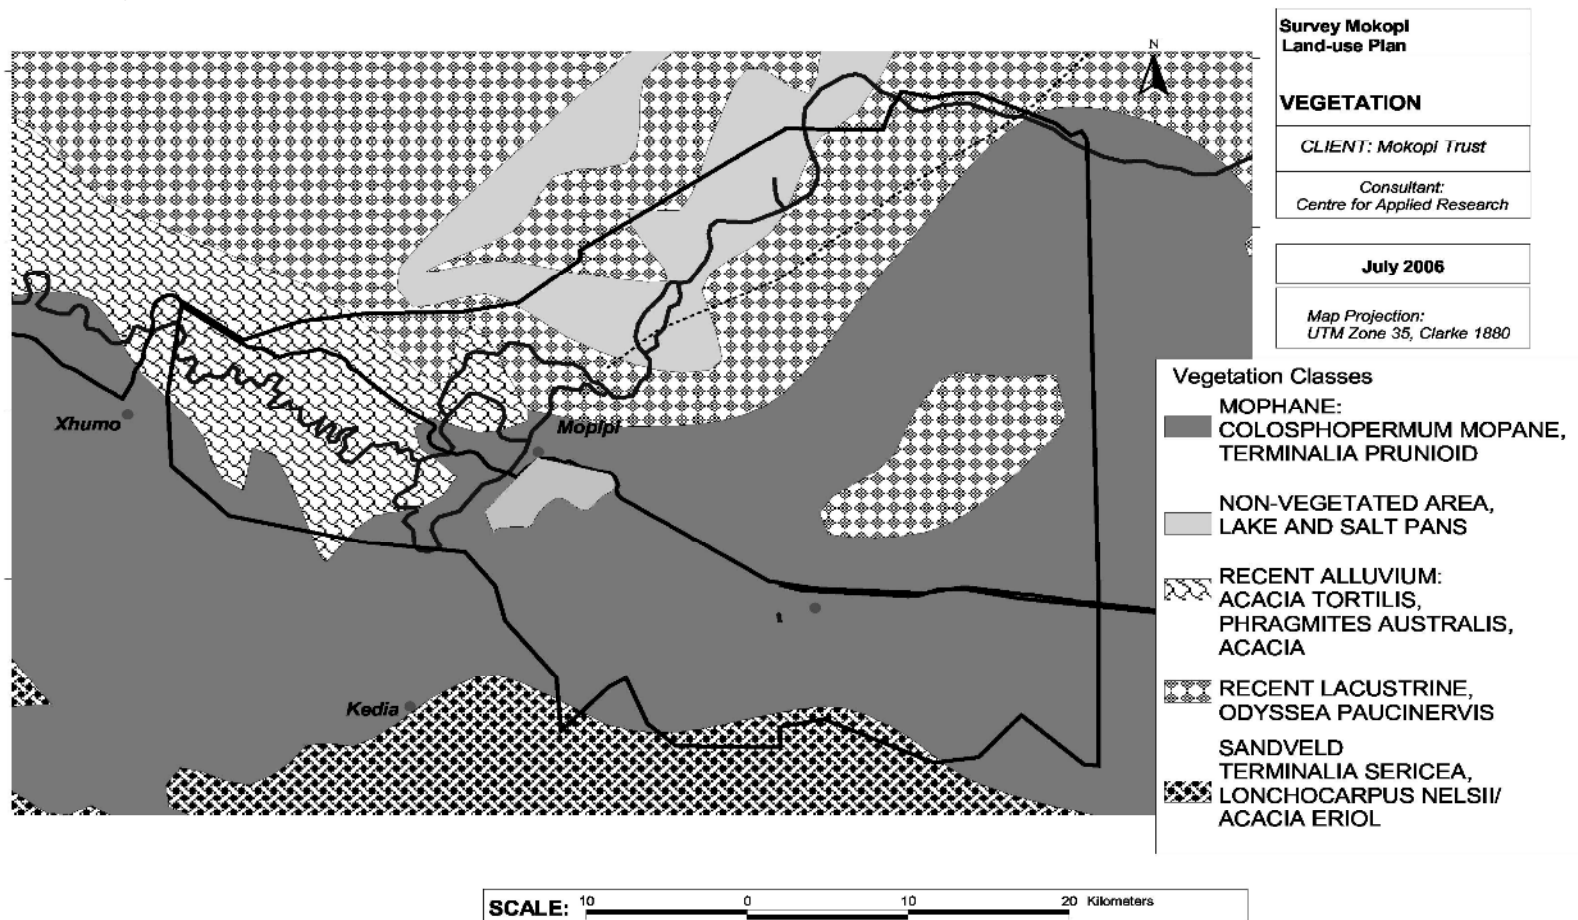 Survey Mokopi
Land-use Plan
N
VEGETATION
CLIENT: Mokopi Trust
Consultant:
Centre for Applied Research
July 2006
Map Projection:
UTM Zone 35, Clarke 1880
Vegetation Classes
MOPHANE:
COLOSPHOPERMUM MOPANE,
TERMINALIA PRUNIOID
NON-VEGETATED AREA,
LAKE AND SALT PANS
RECENT ALLUVIUM:
ACACIA TORTILIS,
PHRAGMITES AUSTRALIS,
ACACIA
RECENT LACUSTRINE,
ODYSSEA PAUCINERVIS
SANDVELD
TERMINALIA SERICEA,
LONCHOCARPUS NELSII/
ACACIA ERIOL
Xhumo
Mopipi
Kedia
SCALE: 10 0 10 20 Kilometers